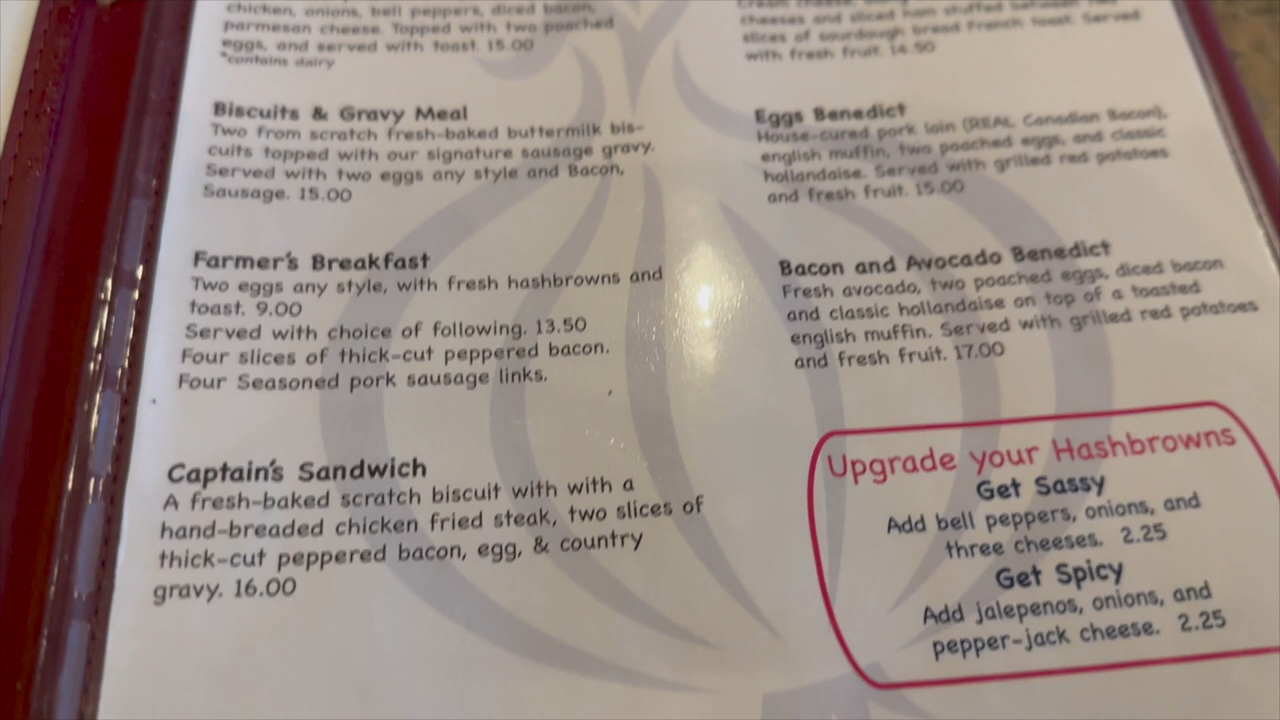 chicken, onions, bell peppers, diced bacon,
parmesan cheese. Topped with two poached
eggs, and served with toast. 15.00
*contains dairy
Biscuits & Gravy Meal
Two from scratch fresh-baked buttermilk bis-
cuits topped with our signature sausage gravy.
Served with two eggs any style and Bacon,
Sausage. 15.00
Farmer's Breakfast
Two eggs any style, with fresh hashbrowns and
toast. 9.00
Served with choice of following. 13.50
Four slices of thick-cut peppered bacon.
Four Seasoned pork sausage links.
Captain's Sandwich
A fresh-baked scratch biscuit with with a
hand-breaded chicken fried steak, two slices of
thick-cut peppered bacon, egg, & country
gravy. 16.00
cheeses and sliced ham stuffed between two
slices of sourdough bread French toast. Served
with fresh fruit. 14.50
Eggs Benedict
House-cured pork loin (REAL Canadian Bacon),
english muffin, two poached eggs, and classic
hollandaise. Served with grilled red potatoes
and fresh fruit. 15.00
Bacon and Avocado Benedict
Fresh avocado, two poached eggs, diced bacon
and classic hollandaise on top of a toasted
english muffin. Served with grilled red potatoes
and fresh fruit. 17.00
Upgrade your Hashbrowns
Get Sassy
Add bell peppers, onions, and
three cheeses. 2.25
Get Spicy
Add jalepenos, onions, and
pepper-jack cheese. 2.25